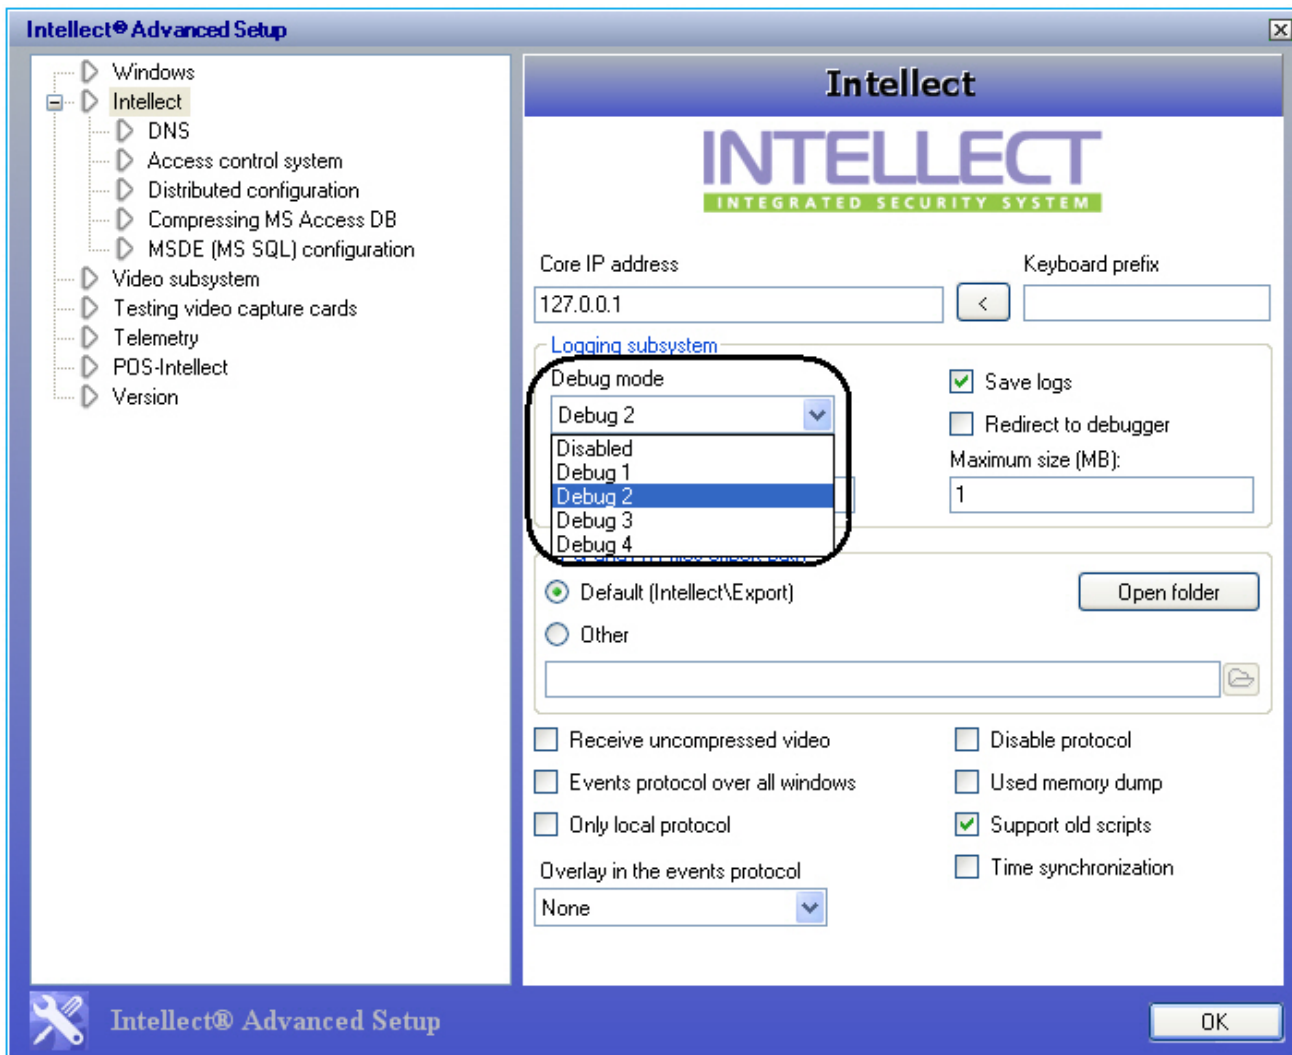 Intellect® Advanced Setup
Windows
Intellect
DNS
Access control system
Distributed configuration
Compressing MS Access DB
MSDE (MS SQL) configuration
Video subsystem
Testing video capture cards
Telemetry
POS-Intellect
Version
Intellect
INTELLECT
INTEGRATED SECURITY SYSTEM
Core IP address
Keyboard prefix
127.0.0.1
<
Logging subsystem
Debug mode
Save logs
Debug 2
Redirect to debugger
Disabled
Maximum size (MB):
Debug 1
Debug 2
1
Debug 3
Debug 4
Default (Intellect\Export)
Open folder
Other
Receive uncompressed video
Disable protocol
Events protocol over all windows
Used memory dump
Only local protocol
Support old scripts
Overlay in the events protocol
Time synchronization
None
Intellect® Advanced Setup
OK